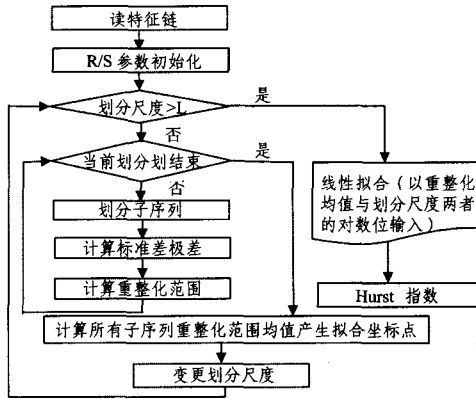 读特征链
R/S 参数初始化
划分尺度>L
是
否
当前划分划结束
是
否
划分子序列
计算标准差极差
计算重整化范围
线性拟合（以重整化
均值与划分尺度两者
的对数位输入）
Hurst 指数
计算所有子序列重整化范围均值产生拟合坐标点
变更划分尺度